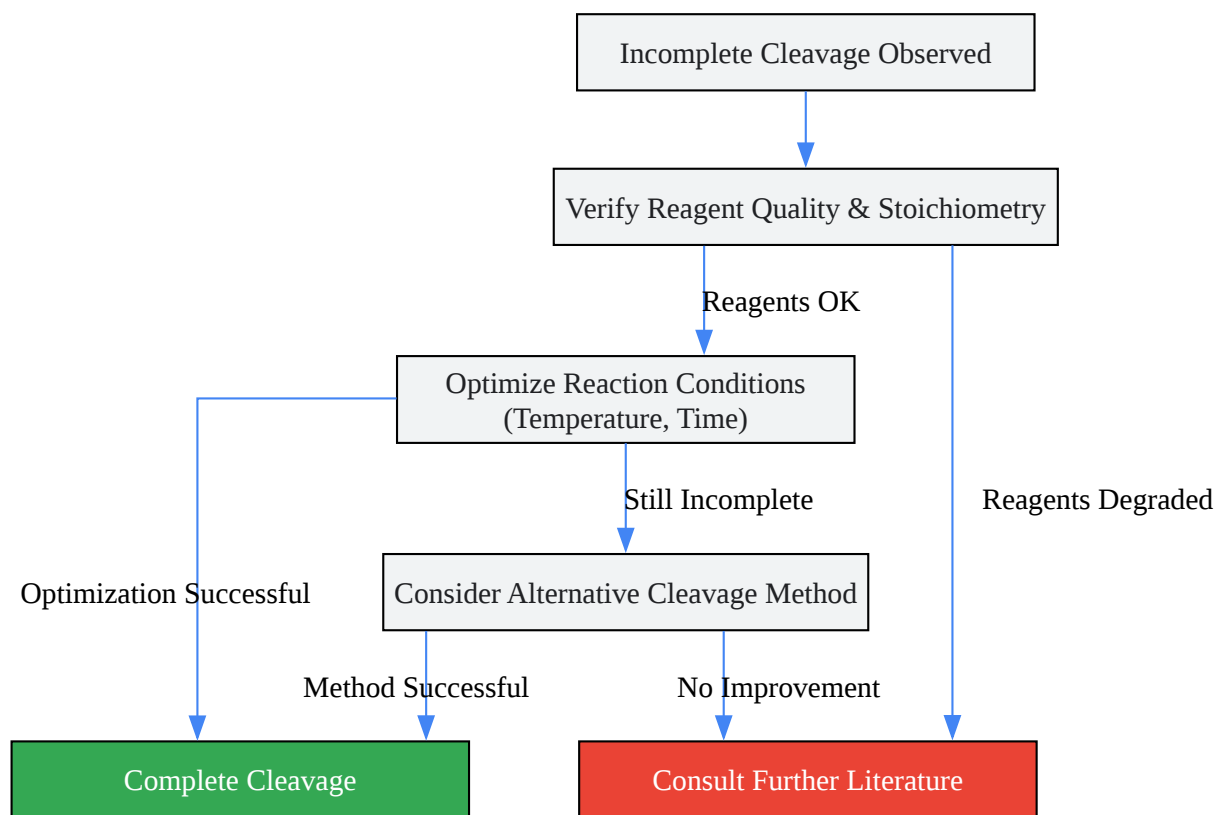 Incomplete Cleavage Observed
Verify Reagent Quality & Stoichiometry
Reagents OK
Optimize Reaction Conditions
(Temperature, Time)
Still Incomplete
Reagents Degraded
Optimization Successful
Consider Alternative Cleavage Method
Method Successful
No Improvement
Complete Cleavage
Consult Further Literature